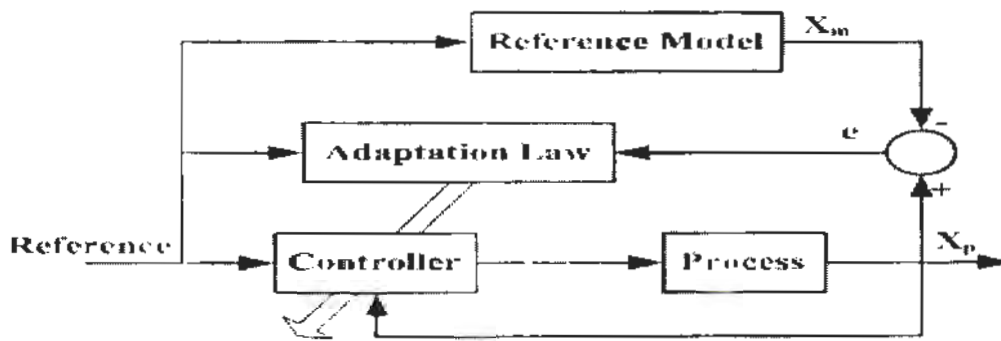 Reference Model
Xm
-
e
Adaptation Law
+
Reference
Controller
Process
Xp